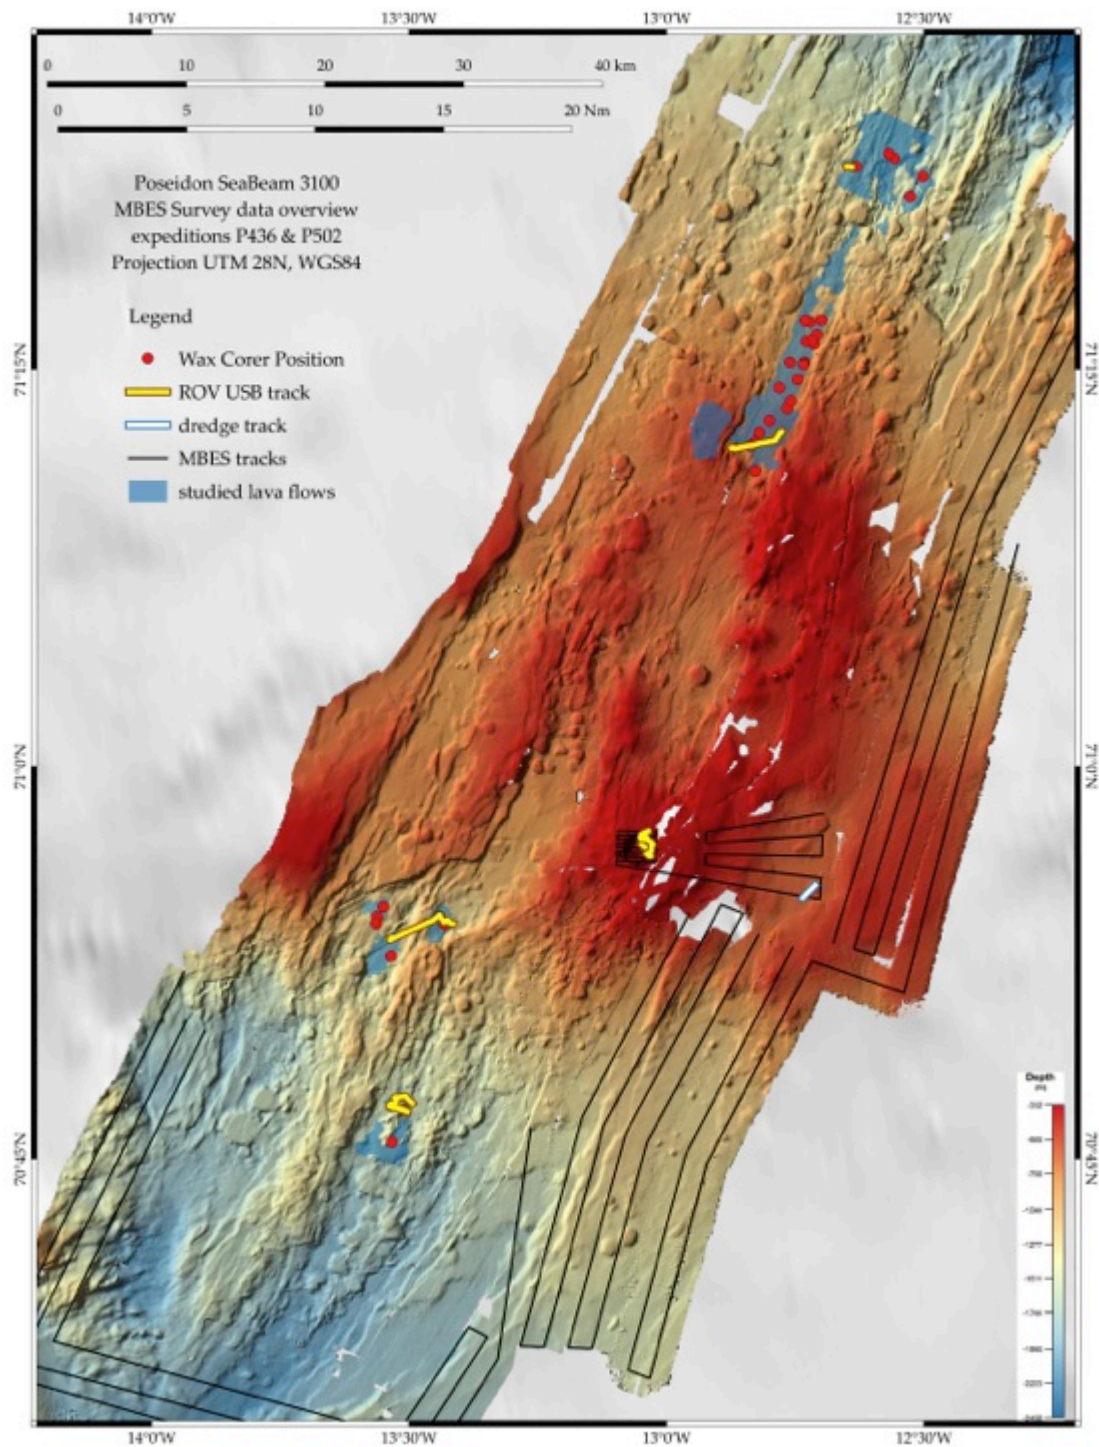 14°0'W 13°30'W 13°0'W 12°30'W
0 10 20 30 40 km
0 5 10 15 20 Nm
Poseidon SeaBeam 3100
MBES Survey data overview
expeditions P436 & P502
Projection UTM 28N, WGS84
Legend
Wax Corer Position
ROV USB track
dredge track
MBES tracks
studied lava flows
71°15'N 71°15'N
71°0'N 71°0'N
70°45'N 70°45'N
Depth
14°0'W 13°30'W 13°0'W 12°30'W